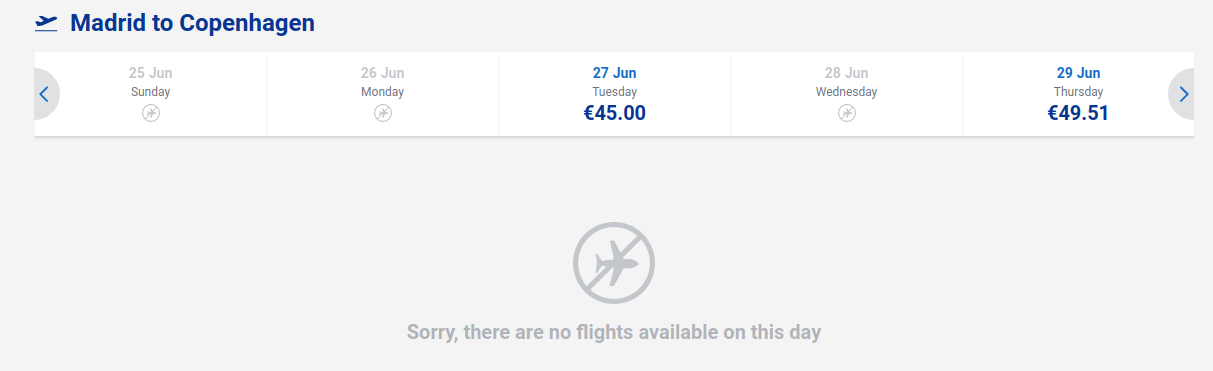 Madrid to Copenhagen
25 Jun
Sunday
26 Jun
Monday
27 Jun
Tuesday
€45.00
28 Jun
Wednesday
29 Jun
Thursday
€49.51
Sorry, there are no flights available on this day